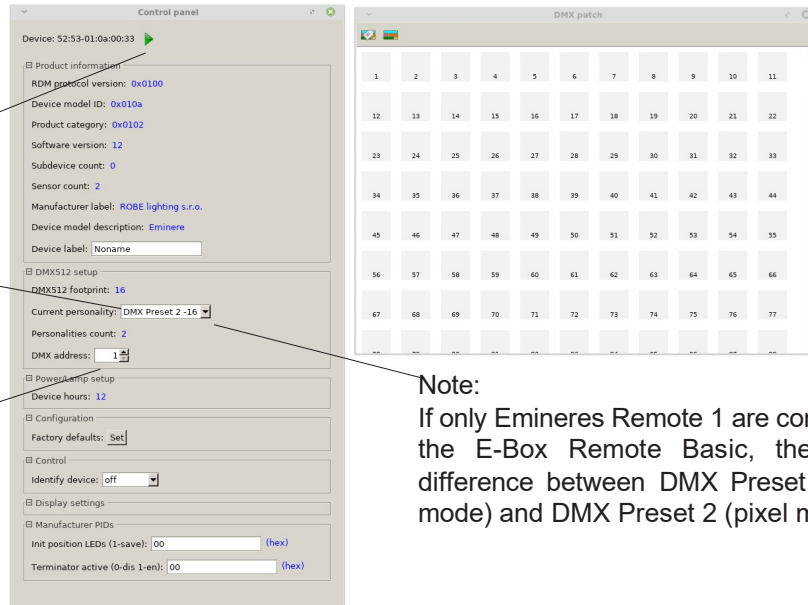 Control panel
Device: 52:53-01:0a:00:33
Product information
RDM protocol version: 0x0100
Device model ID: 0x010a
Product category: 0x0102
Software version: 12
Subdevice count: 0
Sensor count: 2
Manufacturer label: ROBE lighting s.r.o.
Device model description: Eminere
Device label: Noname
DMX512 setup
DMX512 footprint: 16
Current personality: DMX Preset 2 -16
Personalities count: 2
DMX address: 1
Power/Lamp setup
Device hours: 12
Configuration
Factory defaults: Set
Control
Identify device: off
Display settings
Manufacturer PIDs
Init position LEDs (1-save): 00 (hex)
Terminator active (0-dis 1-en): 00 (hex)
DMX patch
1 2 3 4 5 6 7 8 9 10 11
12 13 14 15 16 17 18 19 20 21 22
23 24 25 26 27 28 29 30 31 32 33
34 35 36 37 38 39 40 41 42 43 44
45 46 47 48 49 50 51 52 53 54 55
56 57 58 59 60 61 62 63 64 65 66
67 68 69 70 71 72 73 74 75 76 77
Note:
If only Emineres Remote 1 are
the E-Box Remote Basic,
difference between DMX Preset
mode) and DMX Preset 2 (pixel